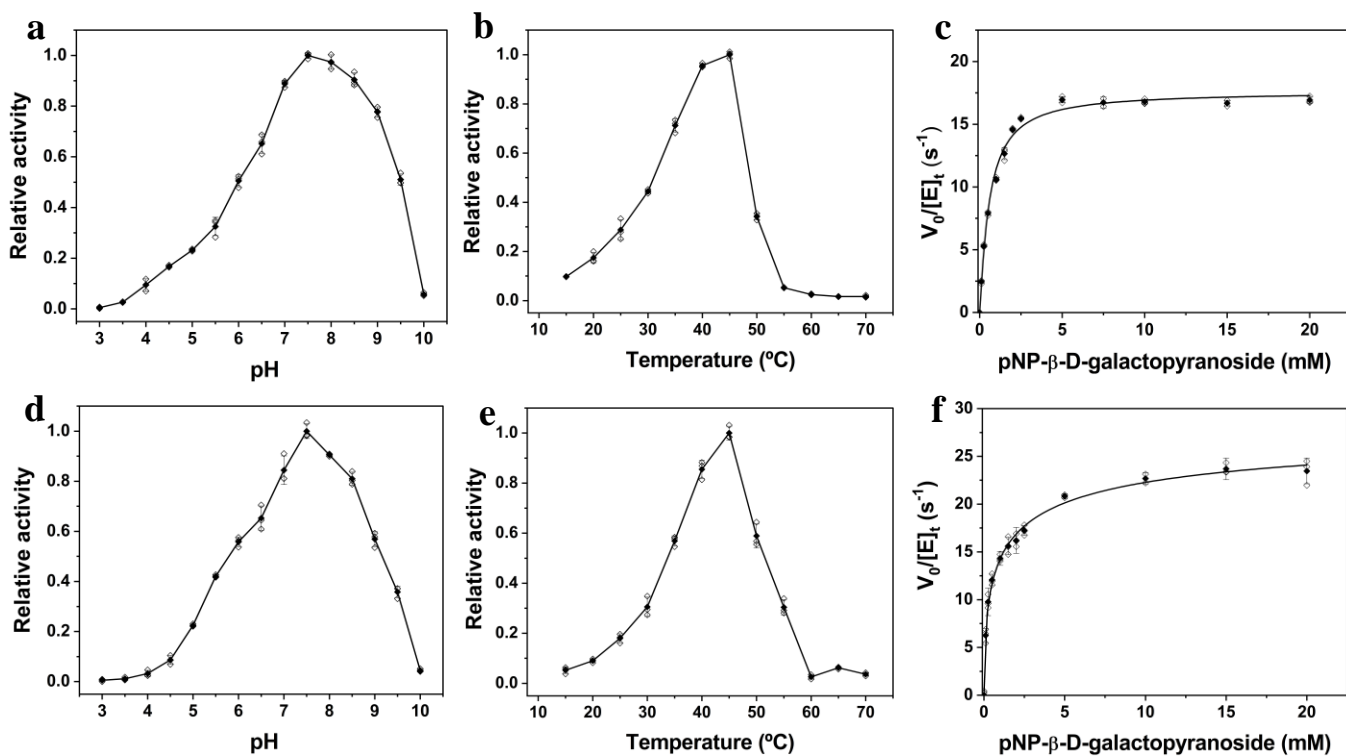 a
1.0
0.8
0.6
0.4
0.2
0.0
Relative activity
3 4 5 6 7 8 9 10
pH
b
1.0
0.8
0.6
0.4
0.2
0.0
Relative activity
10 20 30 40 50 60 70
Temperature (ºC)
c
20
15
10
5
0
V₀/[E]ₜ (s⁻¹)
0 5 10 15 20
pNP-β-D-galactopyranoside (mM)
d
1.0
0.8
0.6
0.4
0.2
0.0
Relative activity
3 4 5 6 7 8 9 10
pH
e
1.0
0.8
0.6
0.4
0.2
0.0
Relative activity
10 20 30 40 50 60 70
Temperature (ºC)
f
30
25
20
15
10
5
0
V₀/[E]ₜ (s⁻¹)
0 5 10 15 20
pNP-β-D-galactopyranoside (mM)